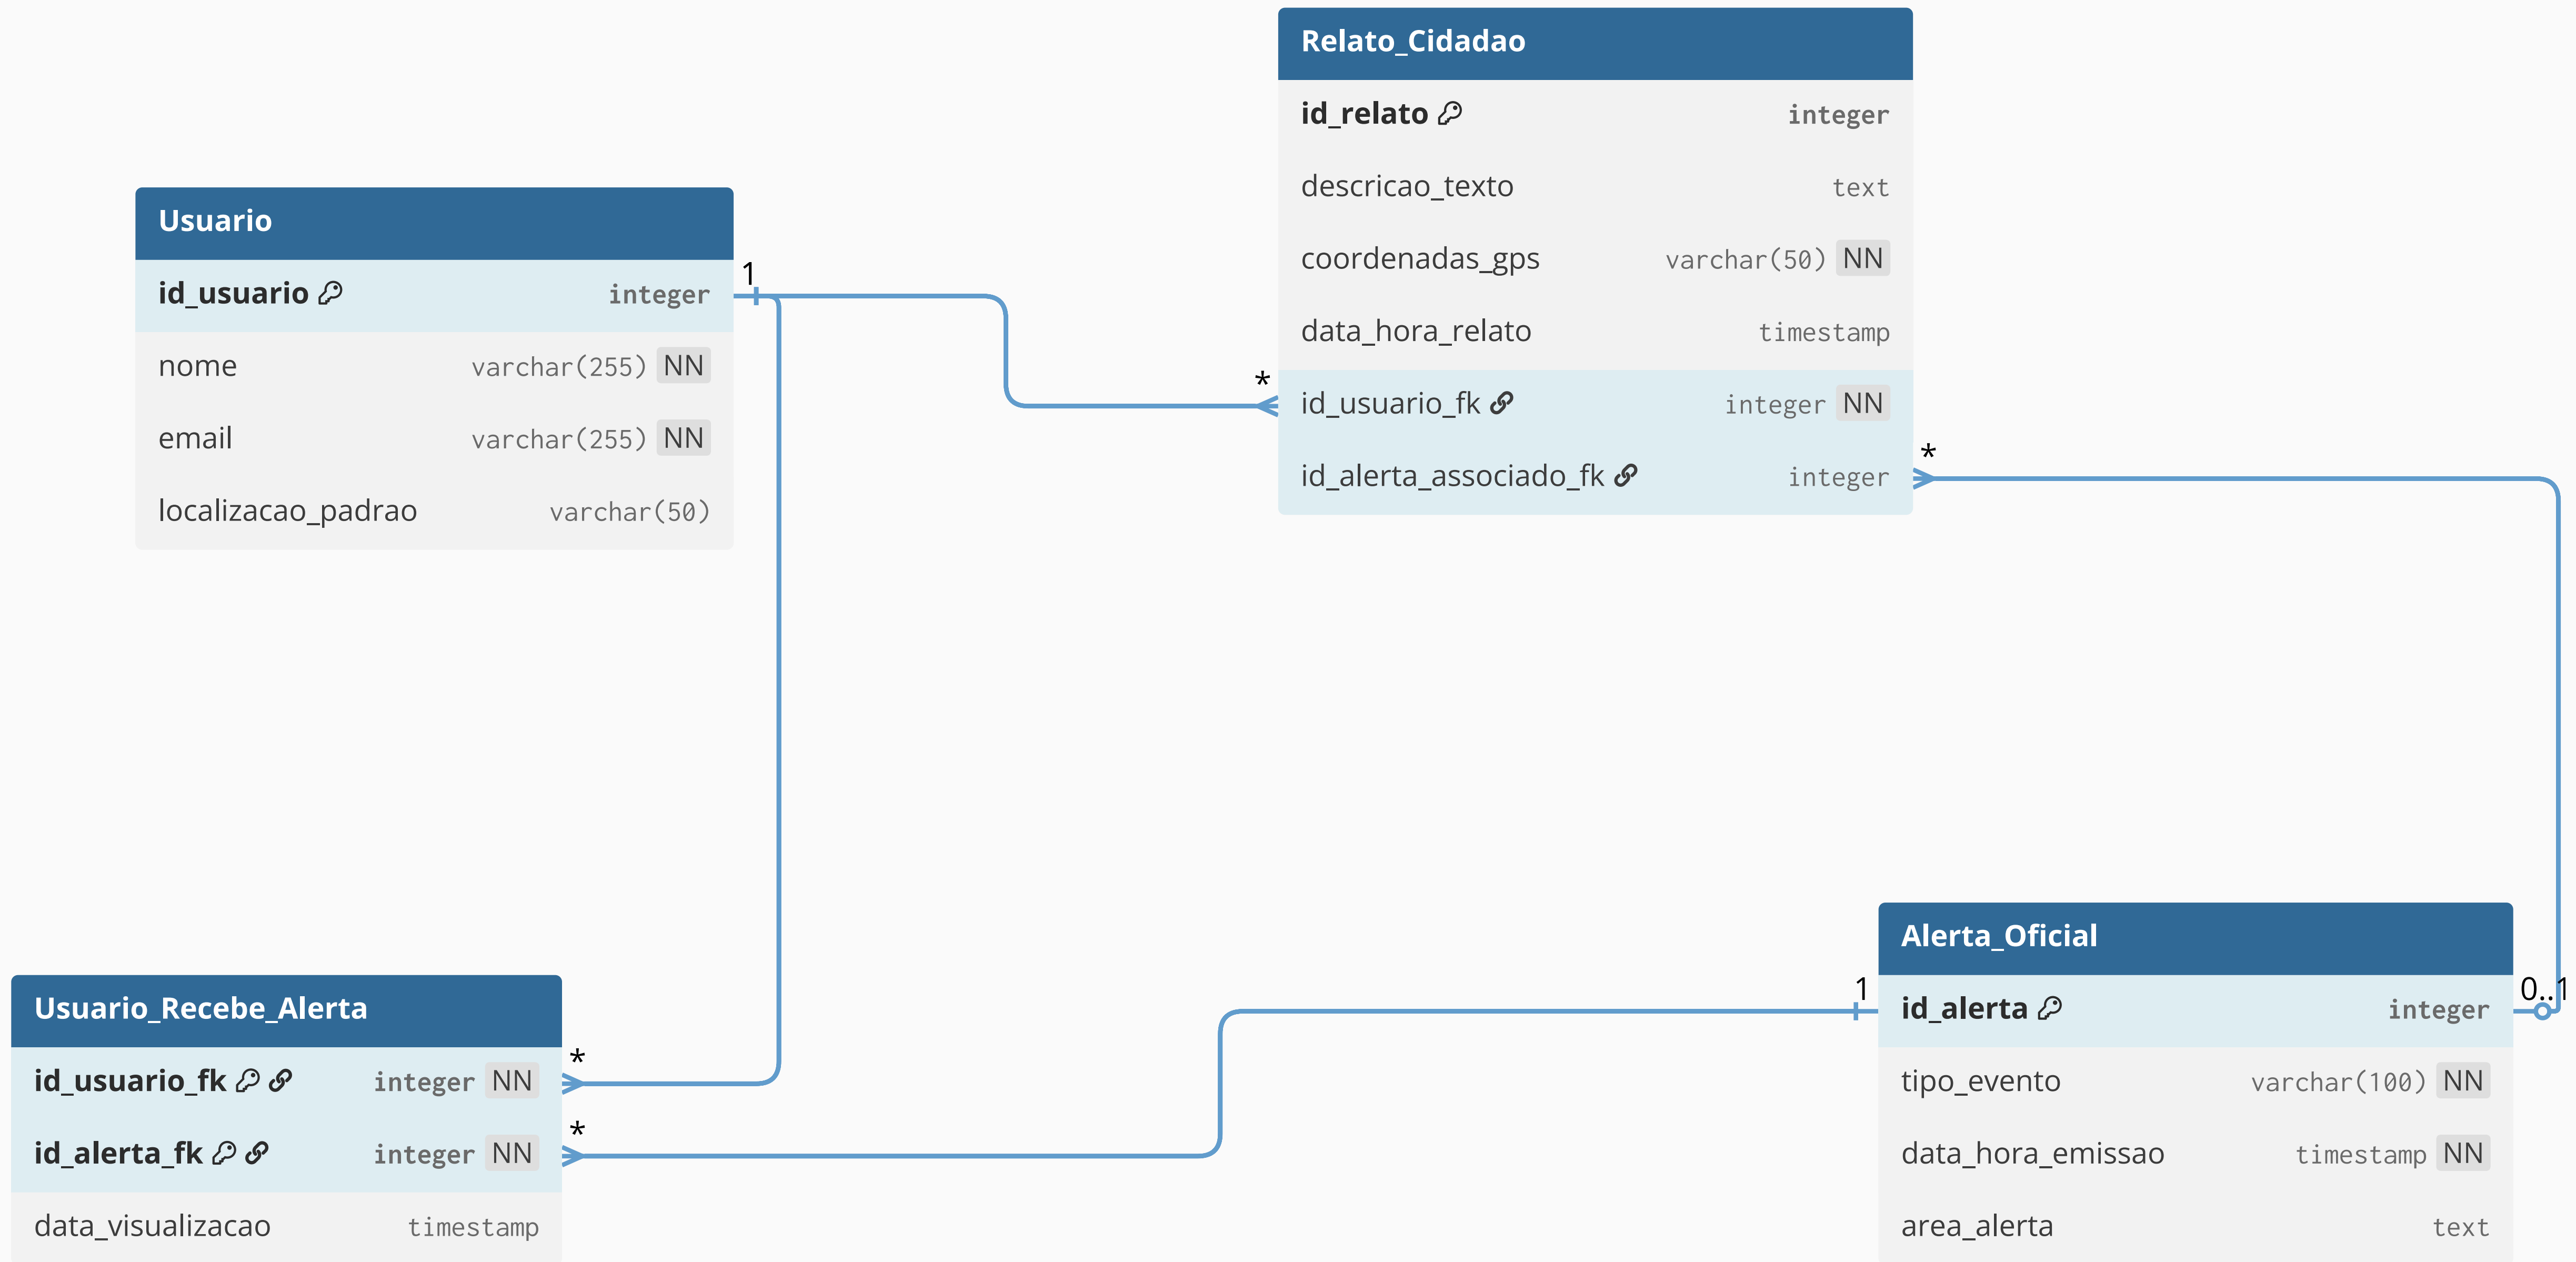 Relato_Cidadao
id_relato integer
descricao_texto text
coordenadas_gps varchar(50) NN
data_hora_relato timestamp
* id_usuario_fk integer NN
id_alerta_associado_fk integer *
Usuario
id_usuario integer 1
nome varchar(255) NN
email varchar(255) NN
localizacao_padrao varchar(50)
Usuario_Recebe_Alerta
id_usuario_fk integer NN *
id_alerta_fk integer NN *
data_visualizacao timestamp
Alerta_Oficial
1 id_alerta integer 0..1
tipo_evento varchar(100) NN
data_hora_emissao timestamp NN
area_alerta text